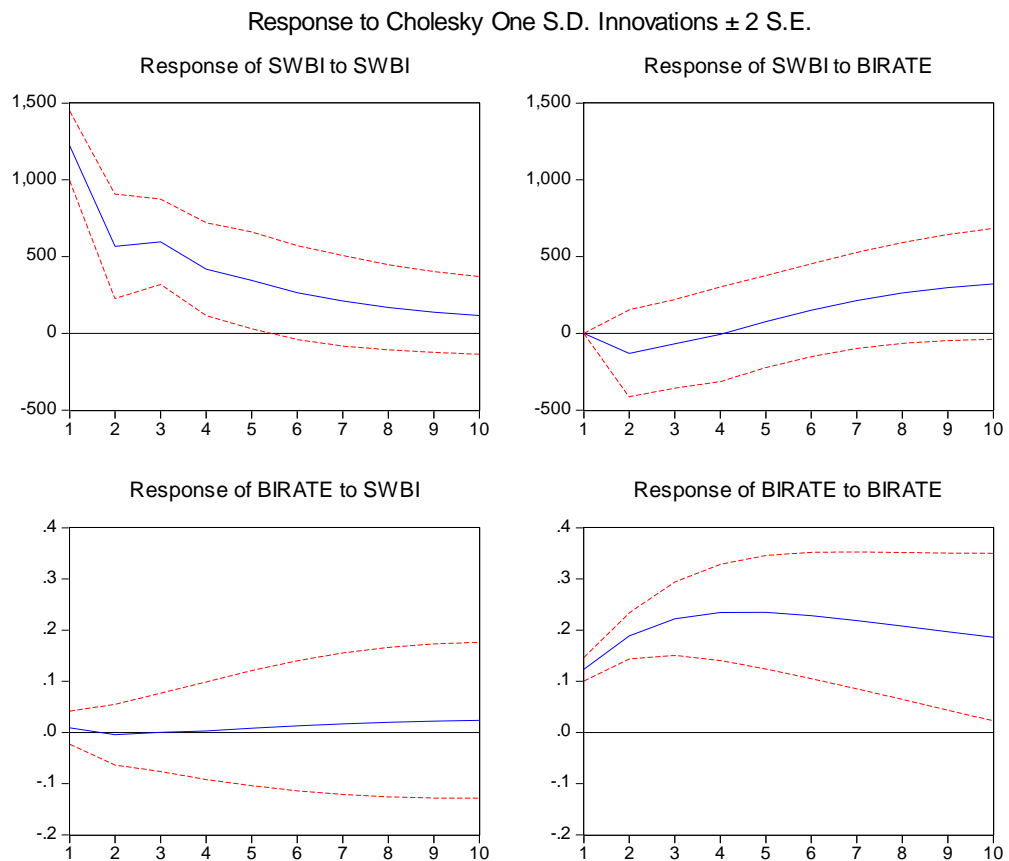 Response to Cholesky One S.D. Innovations ± 2 S.E.
Response of SWBI to SWBI
1,500
1,000
500
0
-500
1 2 3 4 5 6 7 8 9 10
Response of SWBI to BIRATE
1,500
1,000
500
0
-500
1 2 3 4 5 6 7 8 9 10
Response of BIRATE to SWBI
.4
.3
.2
.1
.0
-.1
-.2
1 2 3 4 5 6 7 8 9 10
Response of BIRATE to BIRATE
.4
.3
.2
.1
.0
-.1
-.2
1 2 3 4 5 6 7 8 9 10